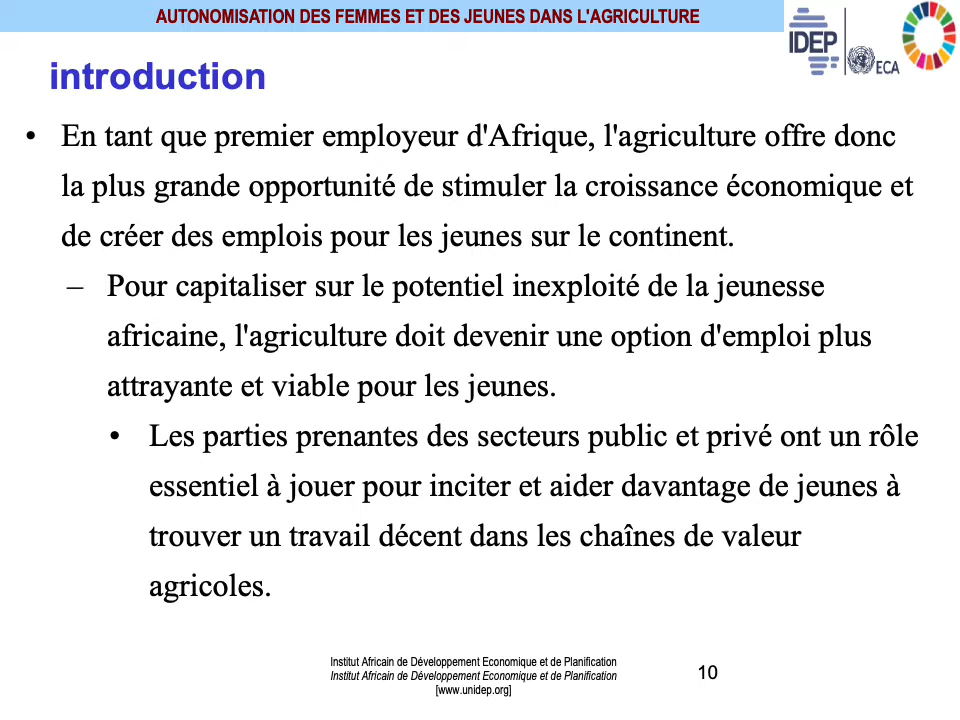 AUTONOMISATION DES FEMMES ET DES JEUNES DANS L'AGRICULTURE
IDEP
ECA
introduction
• En tant que premier employeur d'Afrique, l'agriculture offre donc
la plus grande opportunité de stimuler la croissance économique et
de créer des emplois pour les jeunes sur le continent.
– Pour capitaliser sur le potentiel inexploité de la jeunesse
africaine, l'agriculture doit devenir une option d'emploi plus
attrayante et viable pour les jeunes.
• Les parties prenantes des secteurs public et privé ont un rôle
essentiel à jouer pour inciter et aider davantage de jeunes à
trouver un travail décent dans les chaînes de valeur
agricoles.
Institut Africain de Développement Economique et de Planification
Institut Africain de Développement Economique et de Planification
[www.unidep.org]
10